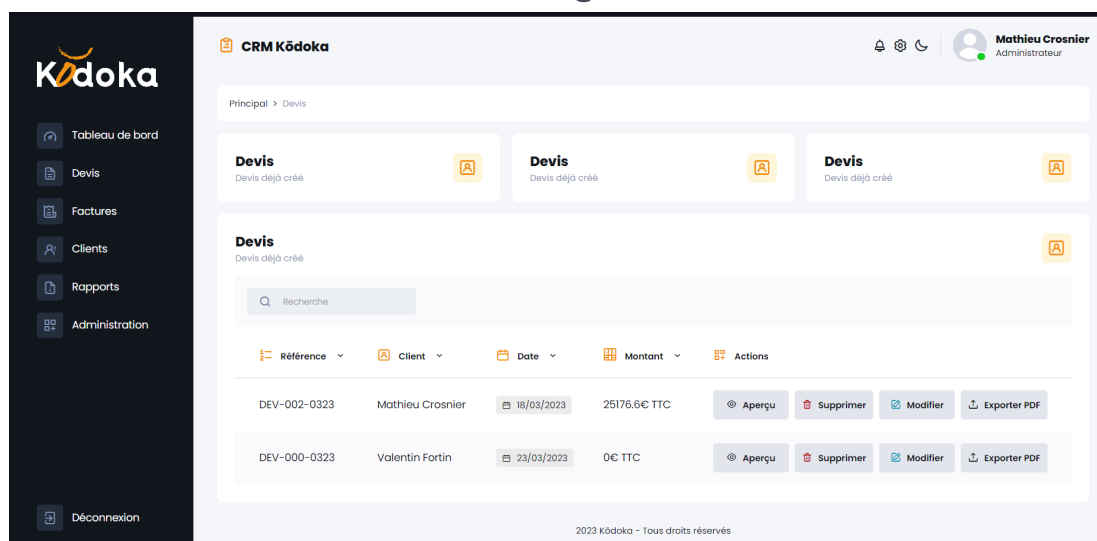 Kōdoka
CRM Kōdoka
Mathieu Crosnier
Administrateur
Principal > Devis
Tableau de bord
Devis
Factures
Clients
Rapports
Administration
Déconnexion
Devis
Devis déjà créé
Devis
Devis déjà créé
Devis
Devis déjà créé
Devis
Devis déjà créé
Recherche
Référence Client Date Montant Actions
DEV-002-0323 Mathieu Crosnier 18/03/2023 25176.6€ TTC Aperçu Supprimer Modifier Exporter PDF
DEV-000-0323 Valentin Fortin 23/03/2023 0€ TTC Aperçu Supprimer Modifier Exporter PDF
2023 Kōdoka - Tous droits réservés